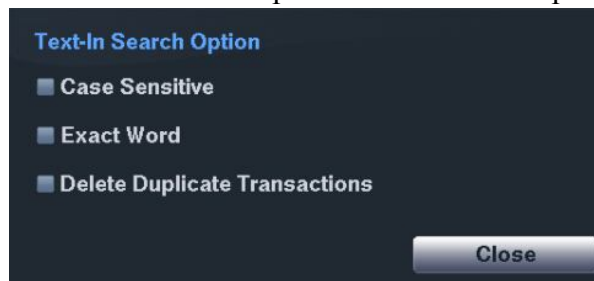 Text-In Search Option
Case Sensitive
Exact Word
Delete Duplicate Transactions
Close